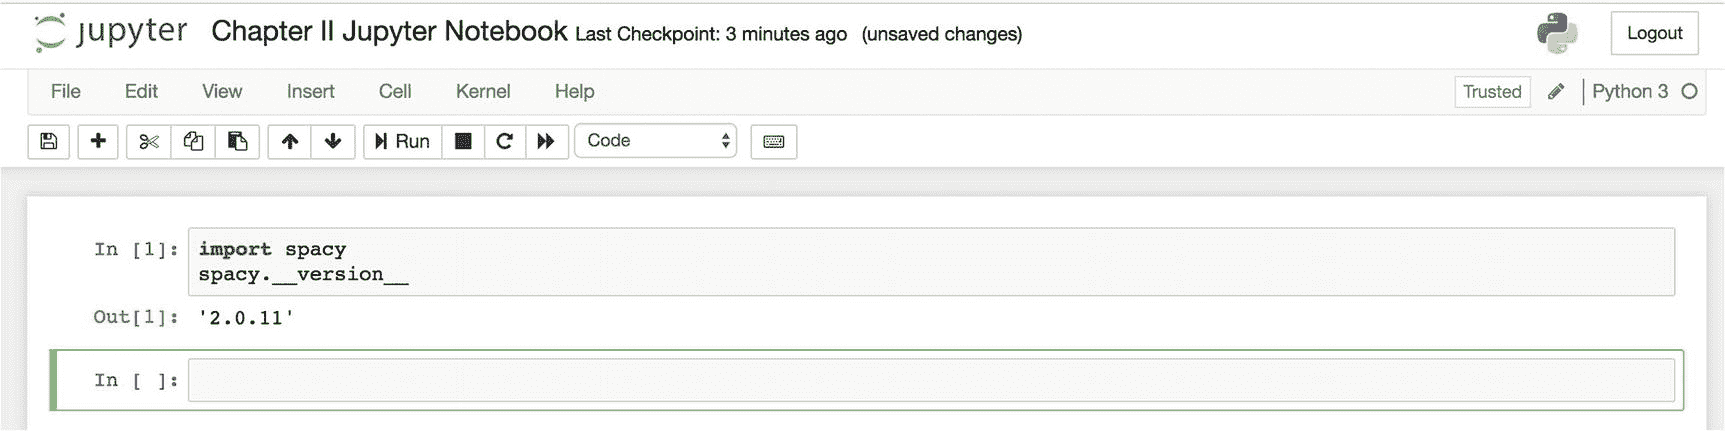 jupyter Chapter II Jupyter Notebook Last Checkpoint: 3 minutes ago (unsaved changes) Logout
File Edit View Insert Cell Kernel Help Trusted Python 3
Run Code
In [1]: import spacy
spacy.__version__
Out[1]: '2.0.11'
In [ ]: